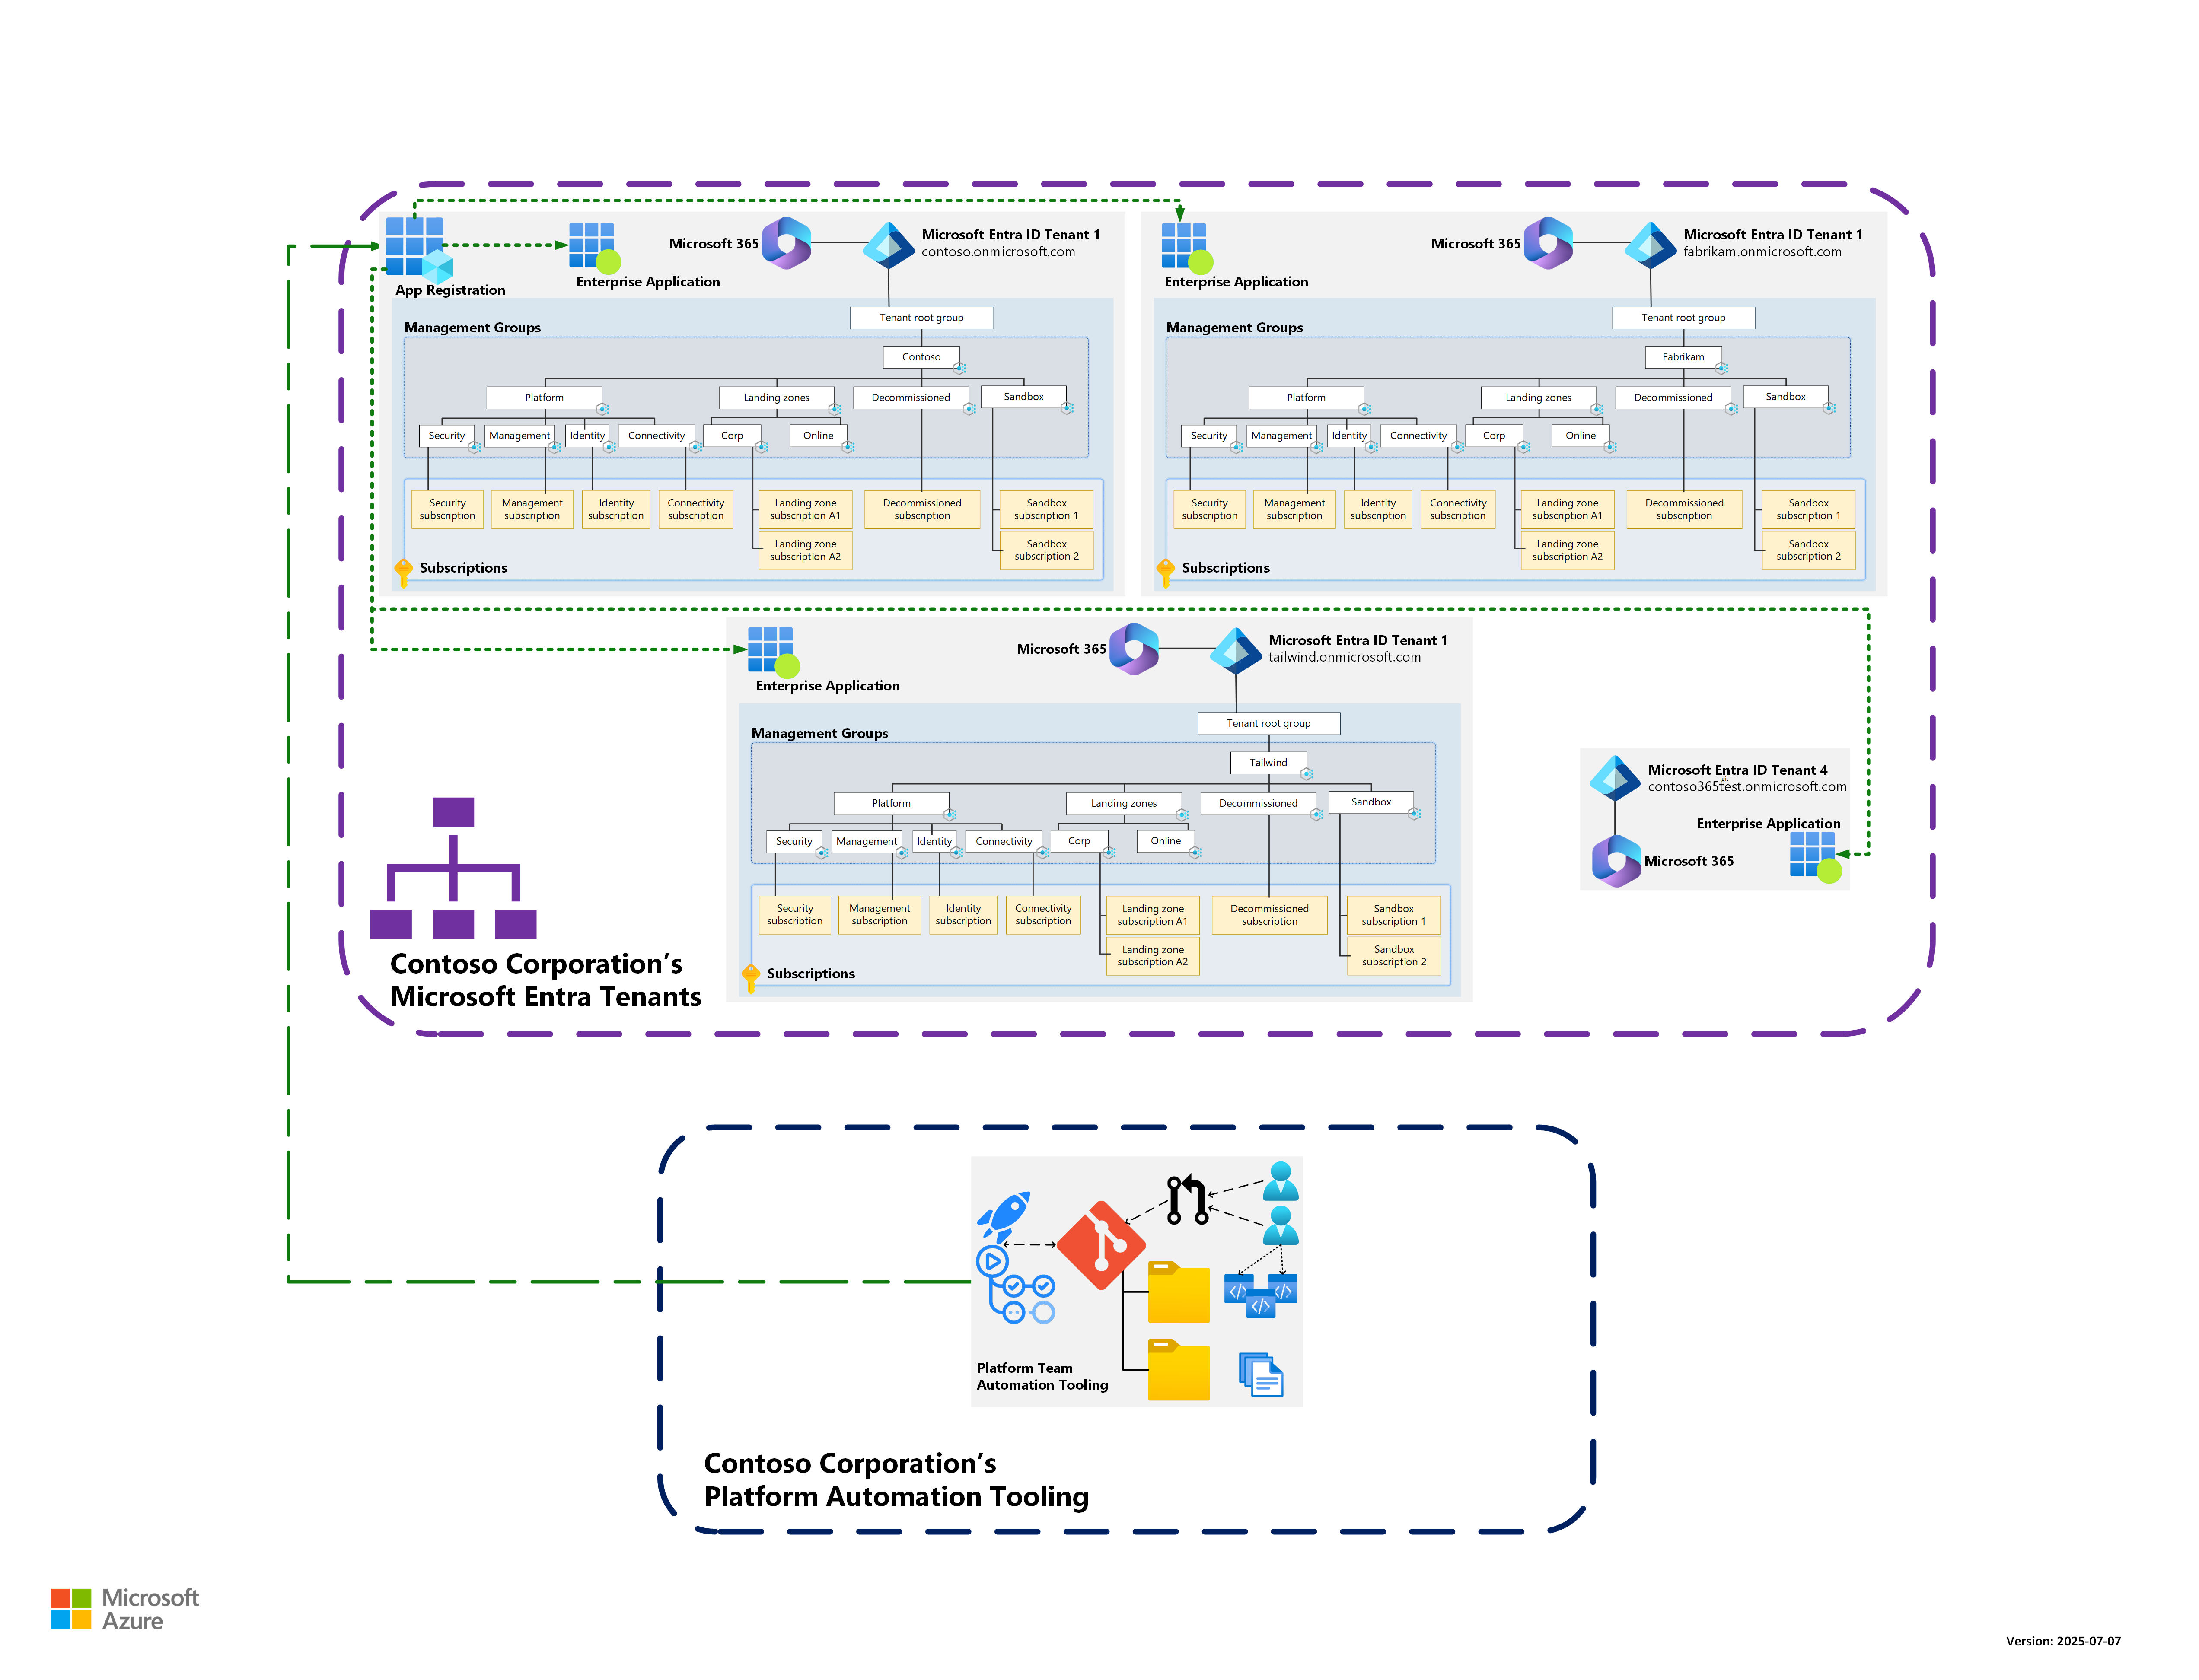 Microsoft 365
Microsoft Entra ID Tenant 1
contoso.onmicrosoft.com
App Registration
Enterprise Application
Tenant root group
Management Groups
Contoso
Platform
Landing zones
Decommissioned
Sandbox
Security
Management
Identity
Connectivity
Corp
Online
Security
subscription
Management
subscription
Identity
subscription
Connectivity
subscription
Landing zone
subscription A1
Decommissioned
subscription
Sandbox
subscription 1
Landing zone
subscription A2
Sandbox
subscription 2
Subscriptions
Microsoft 365
Microsoft Entra ID Tenant 1
fabrikam.onmicrosoft.com
Enterprise Application
Tenant root group
Management Groups
Fabrikam
Platform
Landing zones
Decommissioned
Sandbox
Security
Management
Identity
Connectivity
Corp
Online
Security
subscription
Management
subscription
Identity
subscription
Connectivity
subscription
Landing zone
subscription A1
Decommissioned
subscription
Sandbox
subscription 1
Landing zone
subscription A2
Sandbox
subscription 2
Subscriptions
Microsoft 365
Microsoft Entra ID Tenant 1
tailwind.onmicrosoft.com
Enterprise Application
Tenant root group
Management Groups
Tailwind
Platform
Landing zones
Decommissioned
Sandbox
Security
Management
Identity
Connectivity
Corp
Online
Security
subscription
Management
subscription
Identity
subscription
Connectivity
subscription
Landing zone
subscription A1
Decommissioned
subscription
Sandbox
subscription 1
Landing zone
subscription A2
Sandbox
subscription 2
Subscriptions
Microsoft Entra ID Tenant 4
contoso365test.onmicrosoft.com
Enterprise Application
Microsoft 365
Contoso Corporation’s
Microsoft Entra Tenants
Platform Team
Automation Tooling
Contoso Corporation’s
Platform Automation Tooling
Microsoft
Azure
Version: 2025-07-07